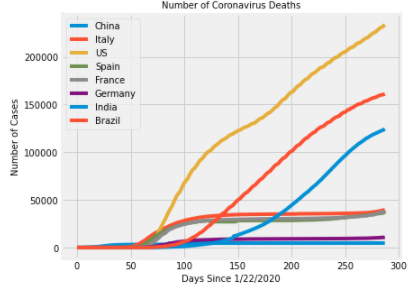 Number of Coronavirus Deaths
China
Italy
US
Spain
France
Germany
India
Brazil
Number of Cases
200000
150000
100000
50000
0
0
50
100
150
200
250
300
Days Since 1/22/2020